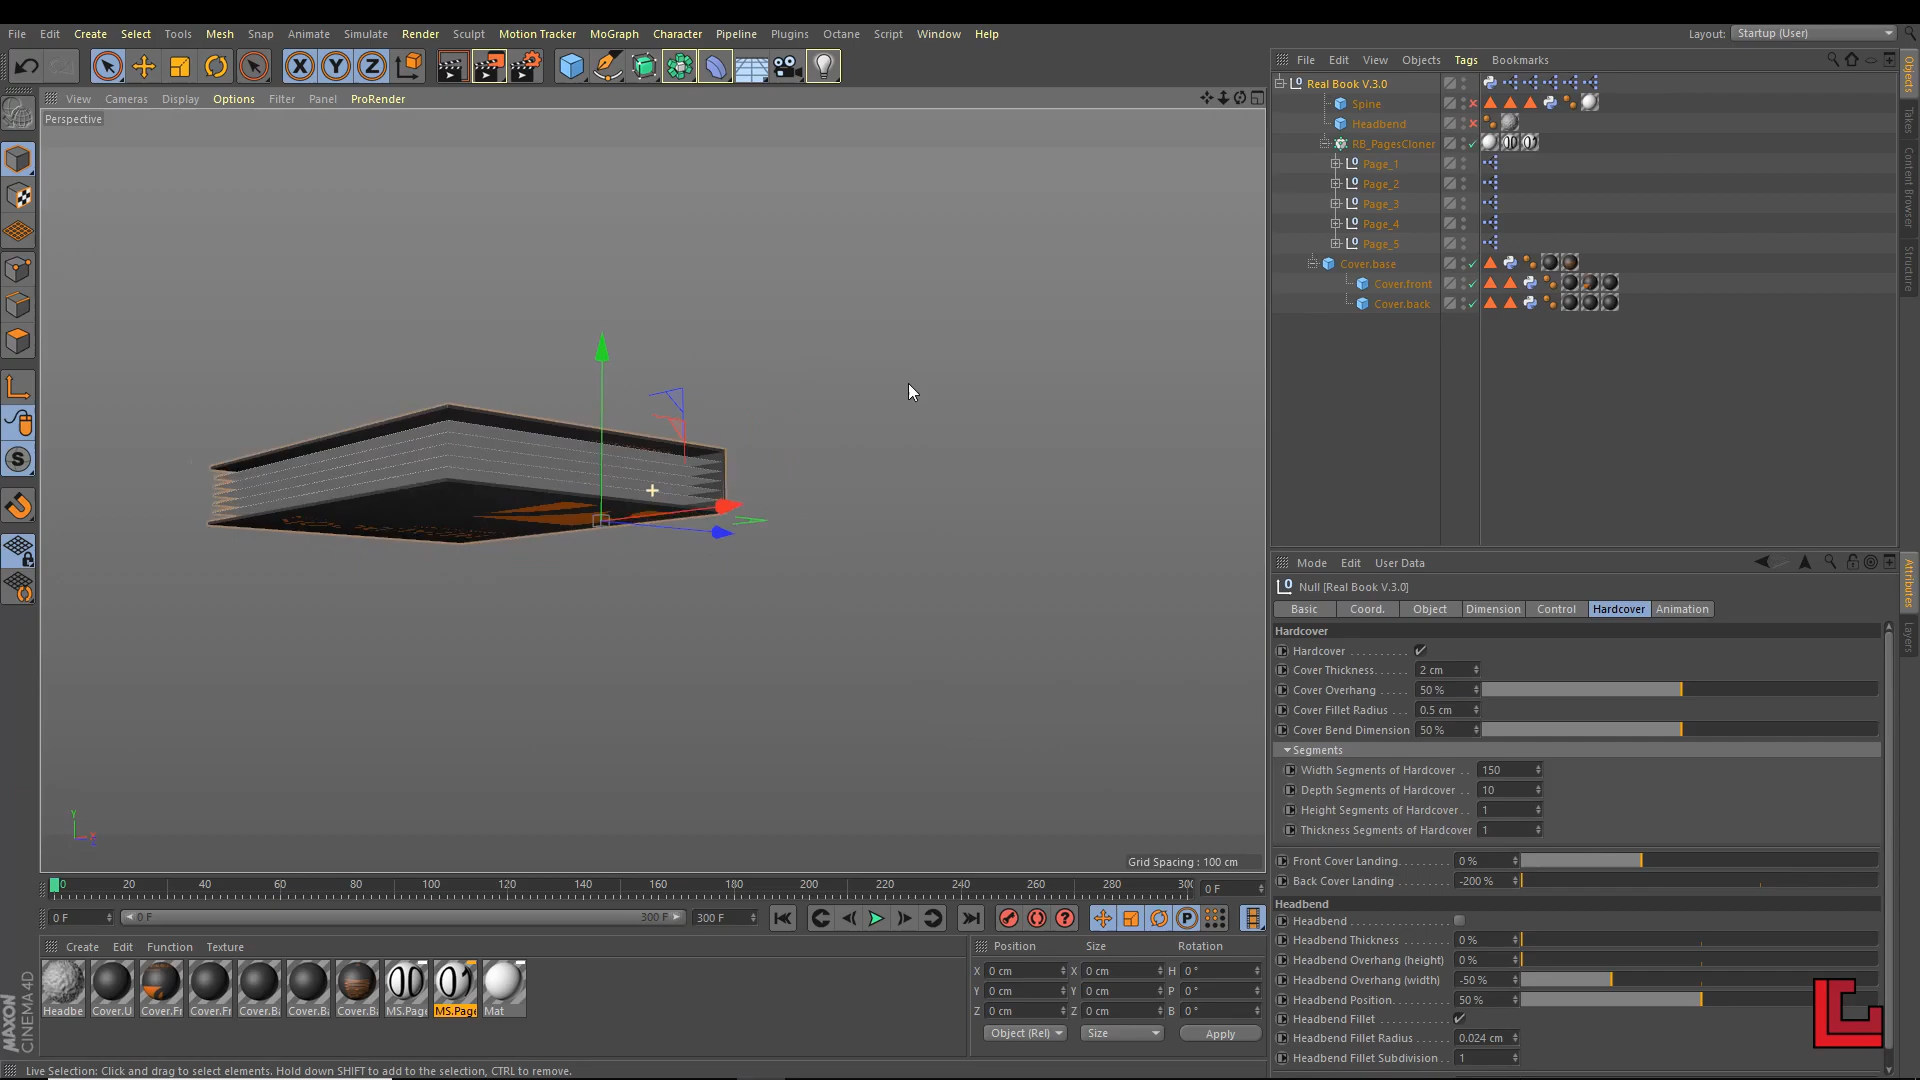 File Edit Create Select Tools Mesh Snap Animate Simulate Render Sculpt Motion Tracker MoGraph Character Pipeline Plugins Octane Script Window Help
Layout: Startup (User)
X Y Z
View Cameras Display Options Filter Panel ProRender
Perspective
File Edit View Objects Tags Bookmarks
Real Book V.3.0
Spine
Headbend
RB_PagesCloner
Page_1
Page_2
Page_3
Page_4
Page_5
Cover.base
Cover.front
Cover.back
Objects
Takes
Content Browser
Structure
Grid Spacing : 100 cm
Mode Edit User Data
Null [Real Book V.3.0]
Basic Coord. Object Dimension Control Hardcover Animation
Hardcover
Hardcover
Cover Thickness 2 cm
Cover Overhang 50 %
Cover Fillet Radius 0.5 cm
Cover Bend Dimension 50 %
Segments
Width Segments of Hardcover 150
Depth Segments of Hardcover 10
Height Segments of Hardcover 1
Thickness Segments of Hardcover 1
Front Cover Landing 0 %
Back Cover Landing -200 %
Headbend
Headbend
Headbend Thickness 0 %
Headbend Overhang (height) 0 %
Headbend Overhang (width) -50 %
Headbend Position 50 %
Headbend Fillet
Headbend Fillet Radius 0.024 cm
Headbend Fillet Subdivision 1
Attributes
Layers
0 20 40 60 80 100 120 140 160 180 200 220 240 260 280 300
0 F
0 F 0 F 300 F 300 F
Create Edit Function Texture
Headbe Cover.U Cover.Fr Cover.Fr Cover.Ba Cover.Ba Cover.Ba MS.Page MS.Page Mat
Position Size Rotation
X 0 cm X 0 cm H 0 °
Y 0 cm Y 0 cm P 0 °
Z 0 cm Z 0 cm B 0 °
Object (Rel) Size Apply
MAXON
CINEMA 4D
Live Selection: Click and drag to select elements. Hold down SHIFT to add to the selection, CTRL to remove.